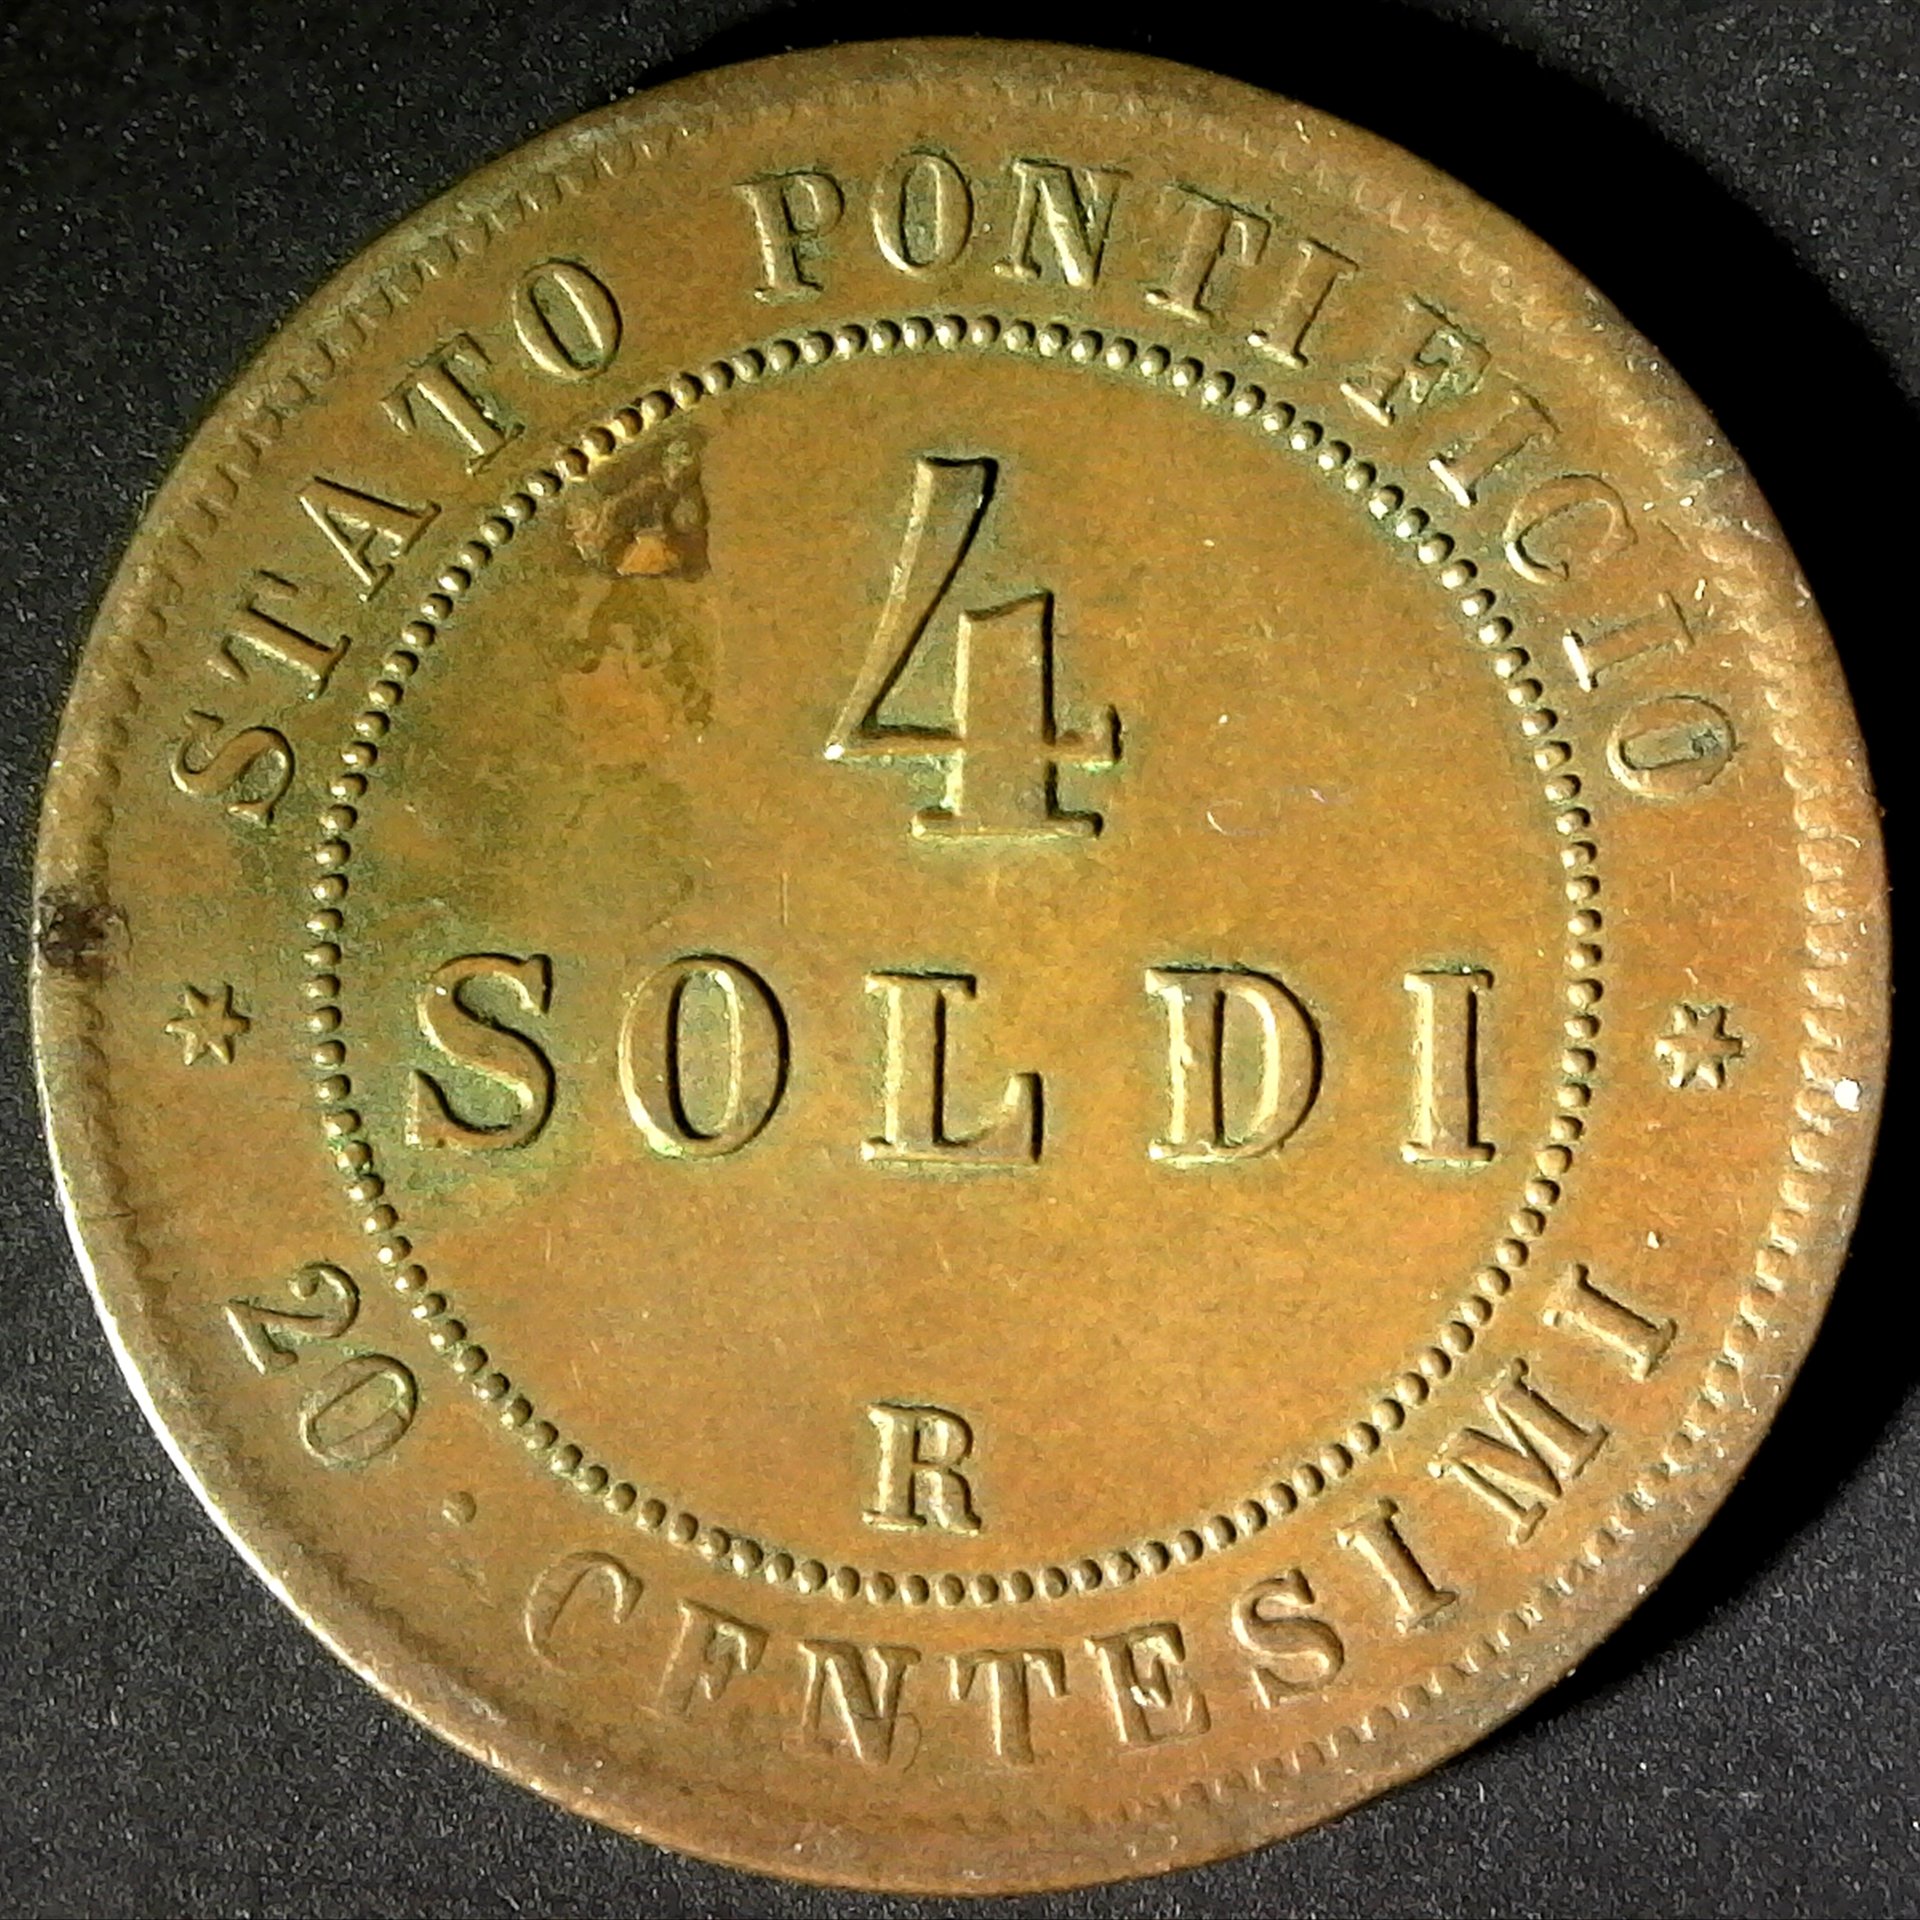 STATO PONTIFICIO
4
SOLDI
R
20 · CENTESIMI